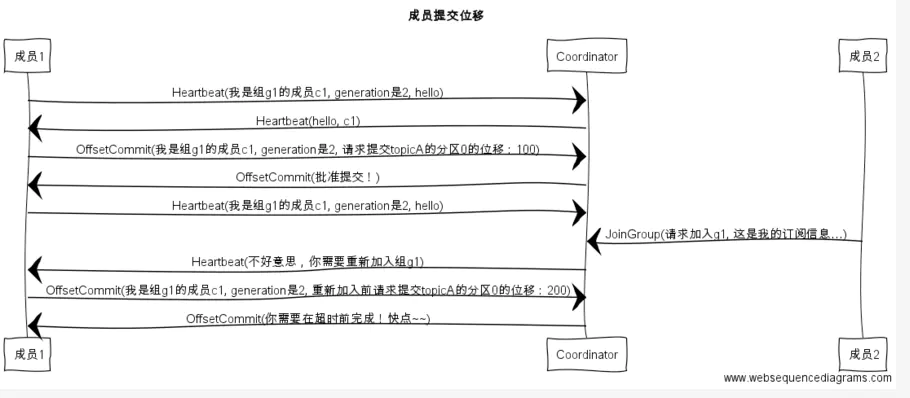 成员提交位移
成员1
Coordinator
成员2
Heartbeat(我是组g1的成员c1, generation是2, hello)
Heartbeat(hello, c1)
OffsetCommit(我是组g1的成员c1, generation是2, 请求提交topicA的分区0的位移：100)
OffsetCommit(批准提交！)
Heartbeat(我是组g1的成员c1, generation是2, hello)
JoinGroup(请求加入g1, 这是我的订阅信息...)
Heartbeat(不好意思，你需要重新加入组g1)
OffsetCommit(我是组g1的成员c1, generation是2, 重新加入前请求提交topicA的分区0的位移：200)
OffsetCommit(你需要在超时前完成！快点~~)
成员1
Coordinator
成员2
www.websequencediagrams.com